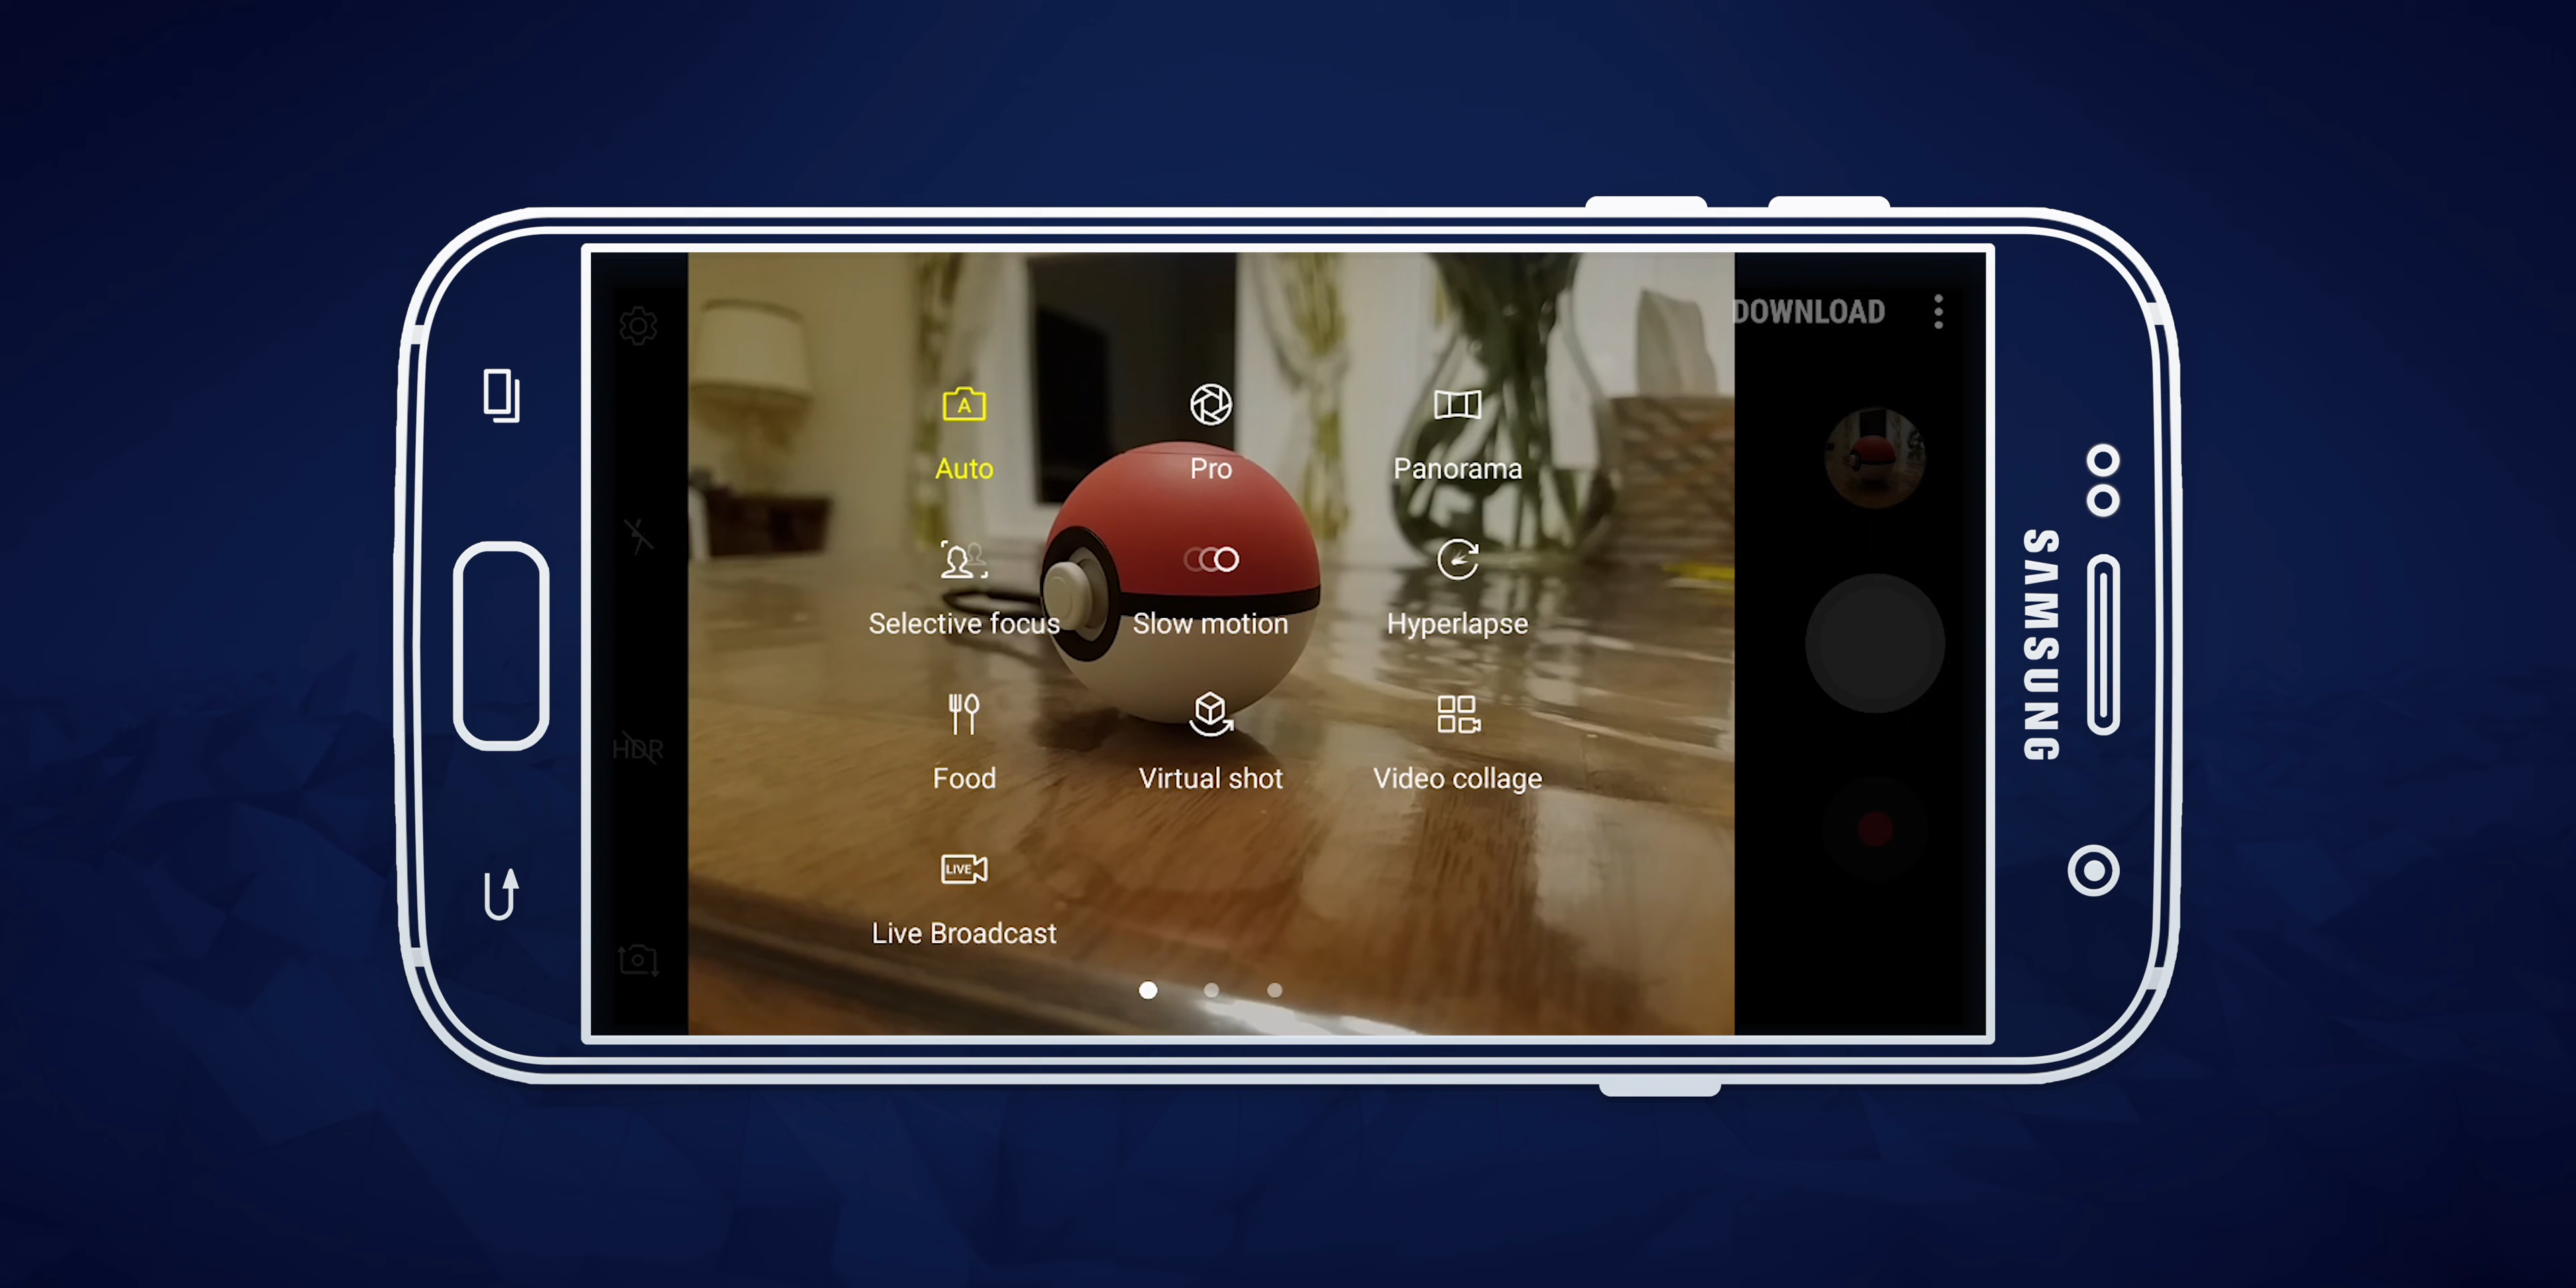 DOWNLOAD
A
Auto
Pro
Panorama
Selective focus
Slow motion
Hyperlapse
HDR
Food
Virtual shot
Video collage
LIVE
Live Broadcast
SAMSUNG